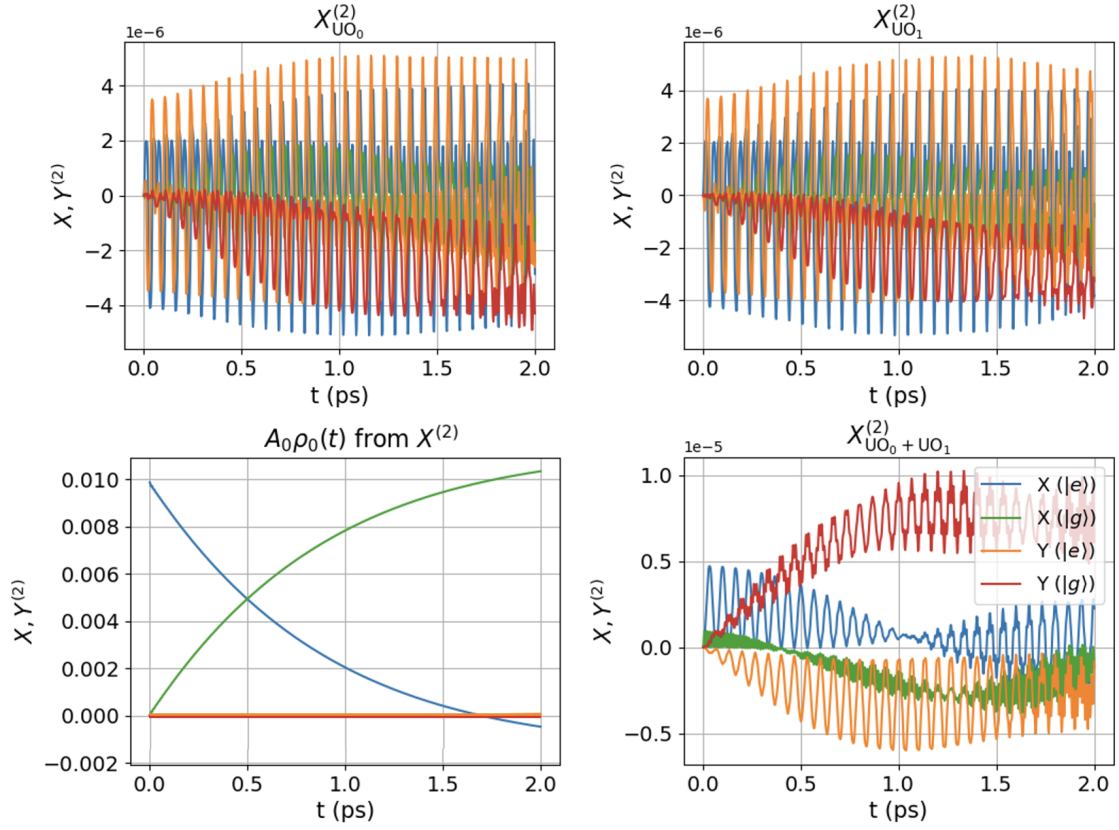 X^{(2)}_{UO_0}
1e−6
4
2
0
−2
−4
X, Y^{(2)}
0.0 0.5 1.0 1.5 2.0
t (ps)
X^{(2)}_{UO_1}
1e−6
4
2
0
−2
−4
X, Y^{(2)}
0.0 0.5 1.0 1.5 2.0
t (ps)
A_0ρ_0(t) from X^{(2)}
0.010
0.008
0.006
0.004
0.002
0.000
−0.002
X, Y^{(2)}
0.0 0.5 1.0 1.5 2.0
t (ps)
X^{(2)}_{UO_0 + UO_1}
1e−5
1.0
0.5
0.0
−0.5
X, Y^{(2)}
X (|e⟩)
X (|g⟩)
Y (|e⟩)
Y (|g⟩)
0.0 0.5 1.0 1.5 2.0
t (ps)